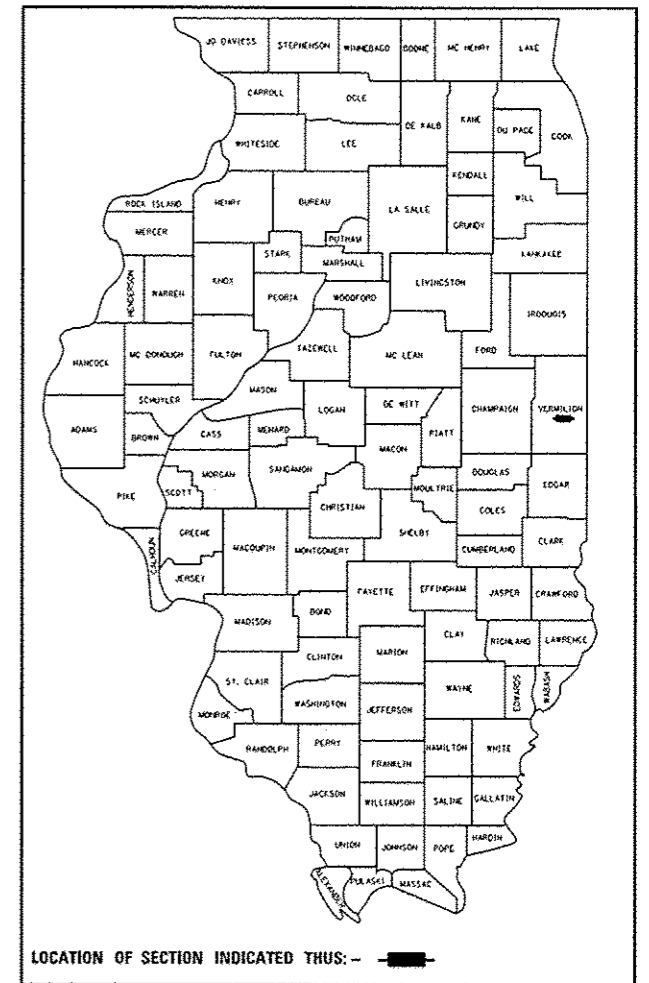 JO DAVIESS STEPHENSON WINNEBAGO BOONE MC HENRY LAKE
CARROLL OGLE DE KALB KANE DU PAGE COOK
WHITESIDE LEE KENDALL WILL
ROCK ISLAND HENRY BUREAU LA SALLE GRUNDY
MERCER PUTNAM KANKAKEE
STARK MARSHALL
HENDERSON WARREN KNOX PEORIA WOODFORD LIVINGSTON IROQUOIS
HANCOCK MC DONOUGH FULTON TAZEWELL MC LEAN FORD
SCHUYLER MASON LOGAN DE WITT CHAMPAIGN VERMILION
ADAMS BROWN CASS MENARD MACON PIATT
MORGAN SANGAMON DOUGLAS EDGAR
PIKE SCOTT CHRISTIAN MOULTRIE COLES
CALHOUN GREENE MACOUPIN MONTGOMERY SHELBY CUMBERLAND CLARK
JERSEY FAYETTE EFFINGHAM JASPER CRAWFORD
MADISON BOND CLAY RICHLAND LAWRENCE
CLINTON MARION
ST. CLAIR WASHINGTON WAYNE EDWARDS WABASH
MONROE JEFFERSON
RANDOLPH PERRY FRANKLIN HAMILTON WHITE
JACKSON WILLIAMSON SALINE GALLATIN
UNION JOHNSON POPE HARDIN
ALEXANDER PULASKI MASSAC
LOCATION OF SECTION INDICATED THUS: -